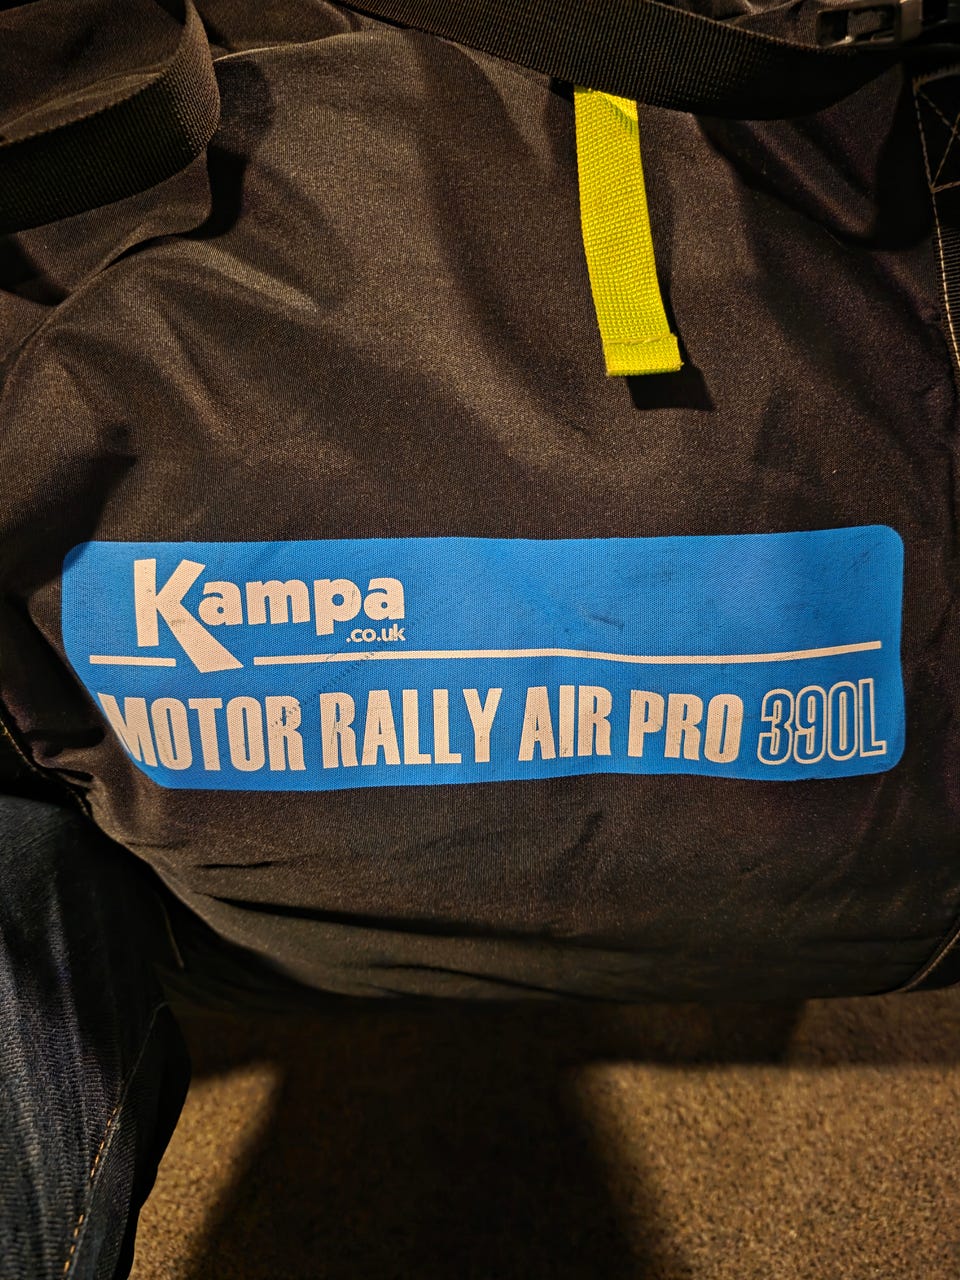 Kampa
.co.uk
MOTOR RALLY AIR PRO 390L